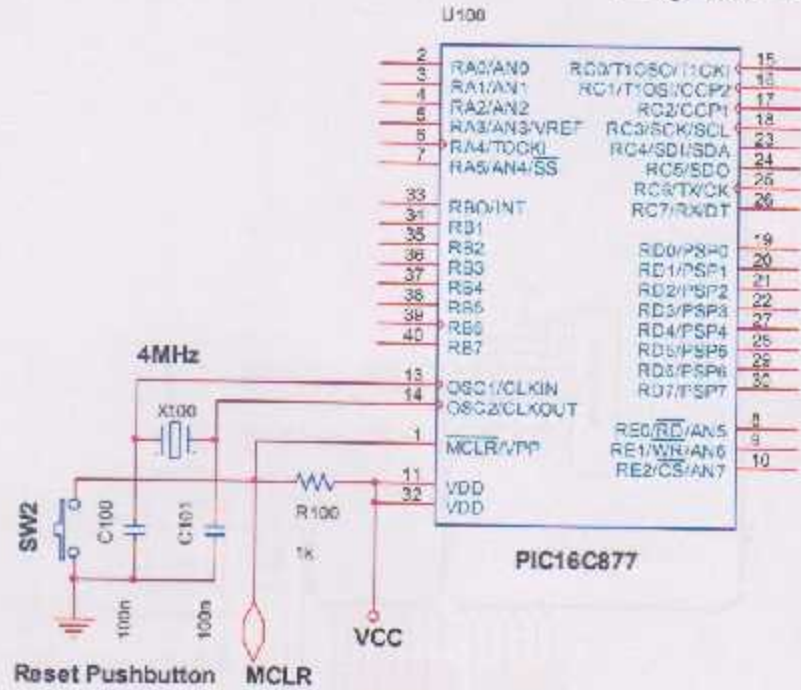 U100
2 RA0/AN0
3 RA1/AN1
4 RA2/AN2
5 RA3/AN3/VREF
6 RA4/TOCKI
7 RA5/AN4/SS
33 RBO/INT
34 RB1
35 RB2
36 RB3
37 RB4
38 RB5
39 RB6
40 RB7
13 OSC1/CLKIN
14 OSC2/CLKOUT
1 MCLR/VPP
11 VDD
32 VDD
RC0/T1OSO/T1CKI 15
RC1/T1OSI/CCP2 16
RC2/CCP1 17
RC3/SCK/SCL 18
RC4/SDI/SDA 23
RC5/SDO 24
RC6/TX/CK 25
RC7/RX/DT 26
RD0/PSP0 19
RD1/PSP1 20
RD2/PSP2 21
RD3/PSP3 22
RD4/PSP4 27
RD5/PSP5 28
RD6/PSP6 29
RD7/PSP7 30
RE0/RD/AN5 8
RE1/WR/AN6 9
RE2/CS/AN7 10
PIC16C877
4MHz
X100
SW2
C100
C101
R100
1K
100n
100n
VCC
Reset Pushbutton
MCLR